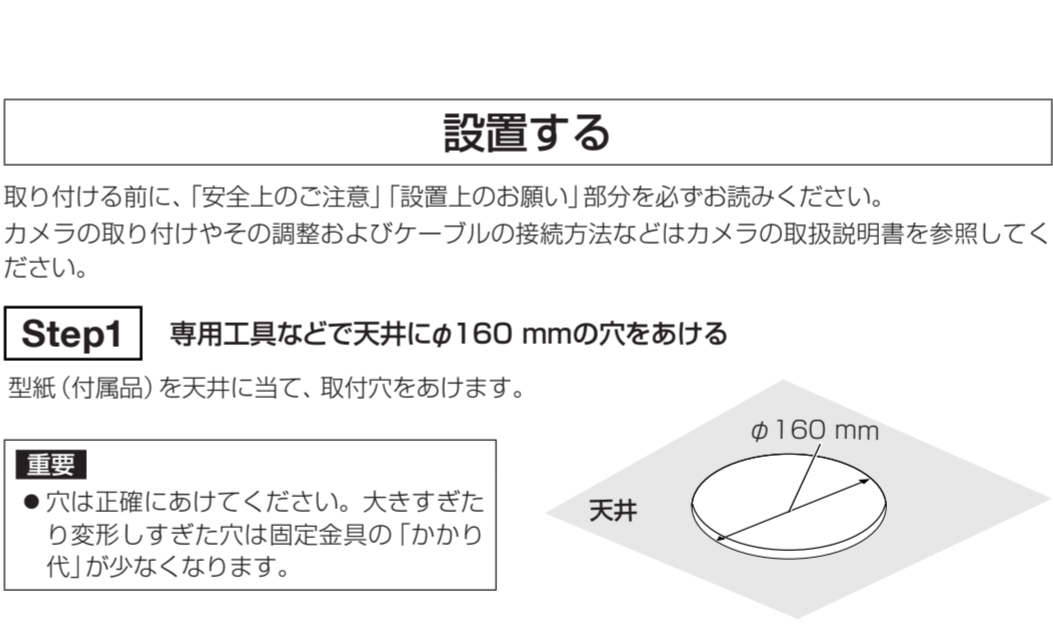 設置する
取り付ける前に、「安全上のご注意」「設置上のお願い」部分を必ずお読みください。
カメラの取り付けやその調整およびケーブルの接続方法などはカメラの取扱説明書を参照してく
ださい。
Step1 専用工具などで天井にφ160 mmの穴をあける
型紙(付属品)を天井に当て、取付穴をあけます。
重要
●穴は正確にあけてください。大きすぎた
り変形しすぎた穴は固定金具の「かかり
代」が少なくなります。
φ160 mm
天井